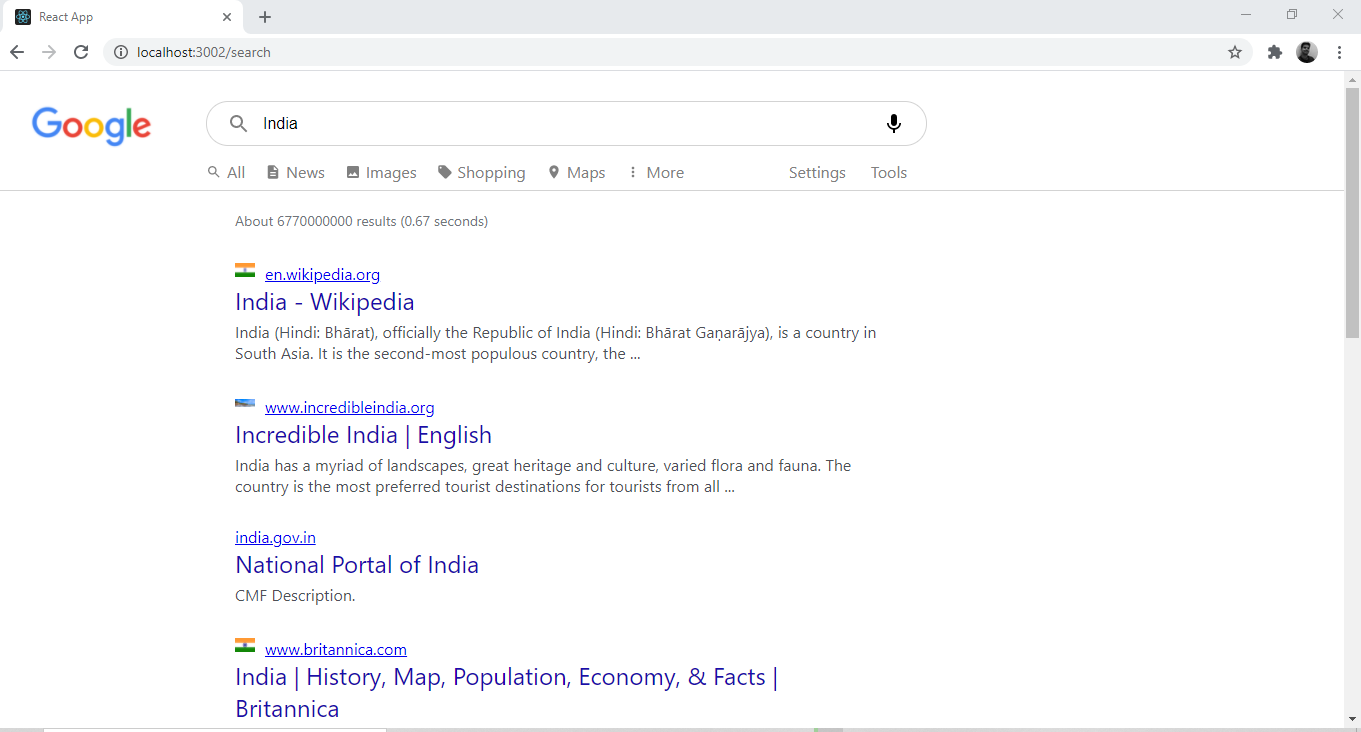 React App
localhost:3002/search
Google
India
All News Images Shopping Maps More Settings Tools
About 6770000000 results (0.67 seconds)
en.wikipedia.org
India - Wikipedia
India (Hindi: Bhārat), officially the Republic of India (Hindi: Bhārat Gaṇarājya), is a country in
South Asia. It is the second-most populous country, the ...
www.incredibleindia.org
Incredible India | English
India has a myriad of landscapes, great heritage and culture, varied flora and fauna. The
country is the most preferred tourist destinations for tourists from all ...
india.gov.in
National Portal of India
CMF Description.
www.britannica.com
India | History, Map, Population, Economy, & Facts |
Britannica